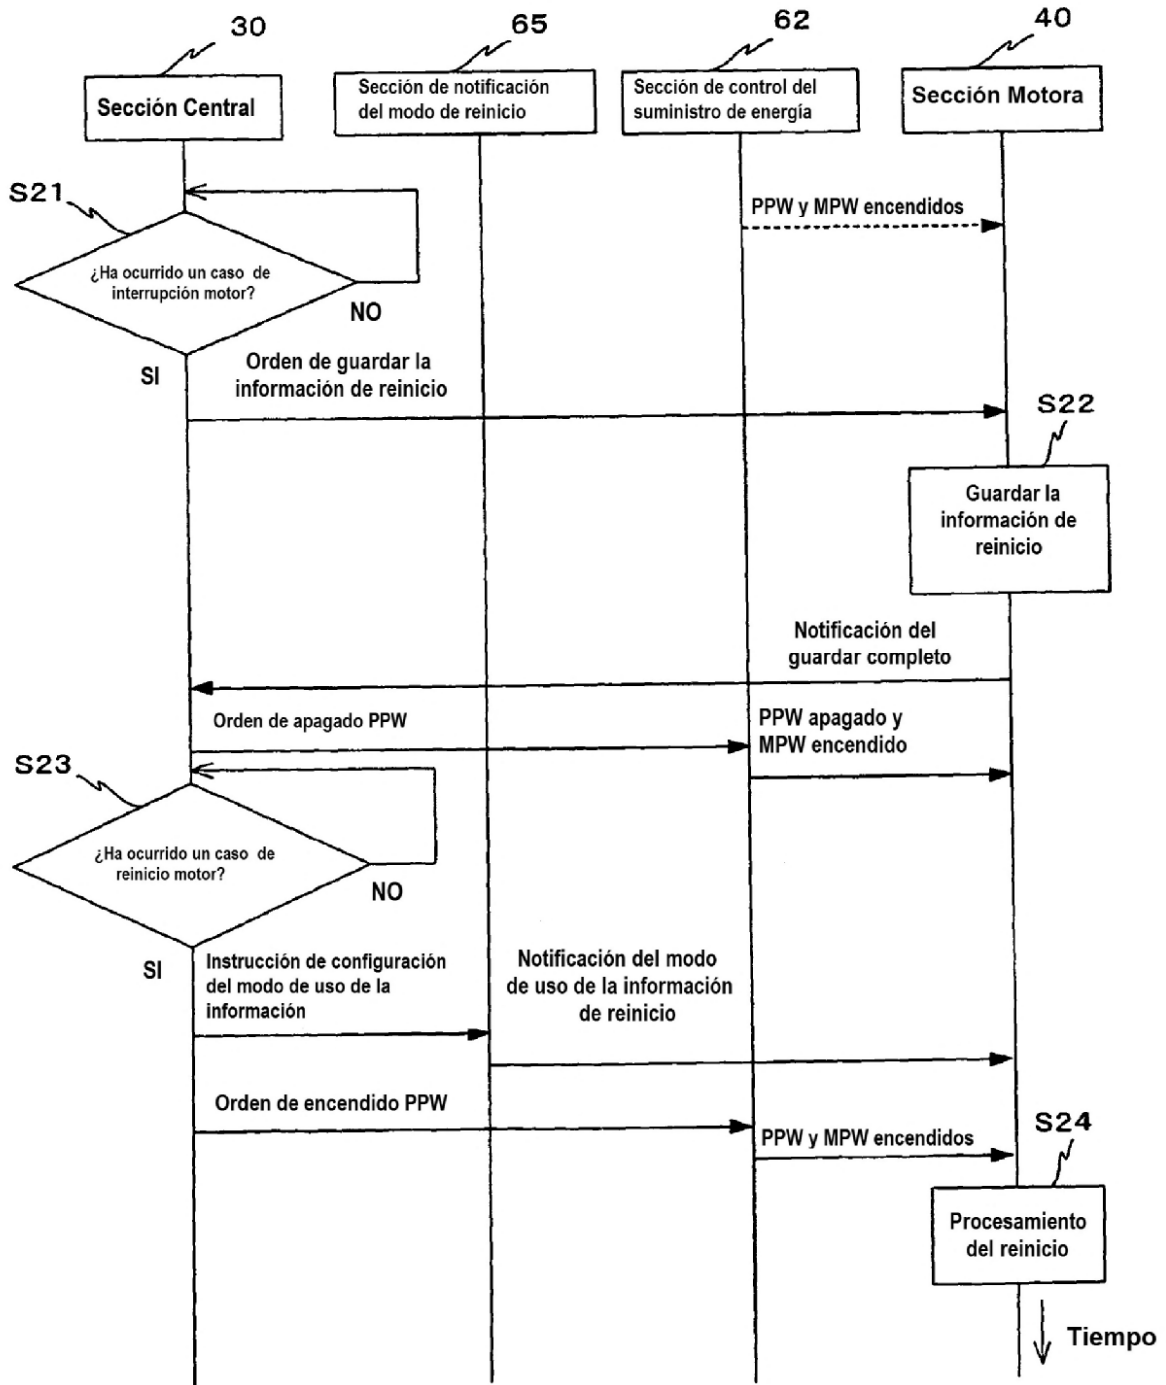 30
65
62
40
Sección Central
Sección de notificación
del modo de reinicio
Sección de control del
suministro de energía
Sección Motora
S21
PPW y MPW encendidos
¿Ha ocurrido un caso de
interrupción motor?
NO
SI
Orden de guardar la
información de reinicio
S22
Guardar la
información de
reinicio
Notificación del
guardar completo
Orden de apagado PPW
PPW apagado y
MPW encendido
S23
¿Ha ocurrido un caso de
reinicio motor?
NO
SI
Instrucción de configuración
del modo de uso de la
información
Notificación del modo
de uso de la información
de reinicio
Orden de encendido PPW
PPW y MPW encendidos
S24
Procesamiento
del reinicio
Tiempo